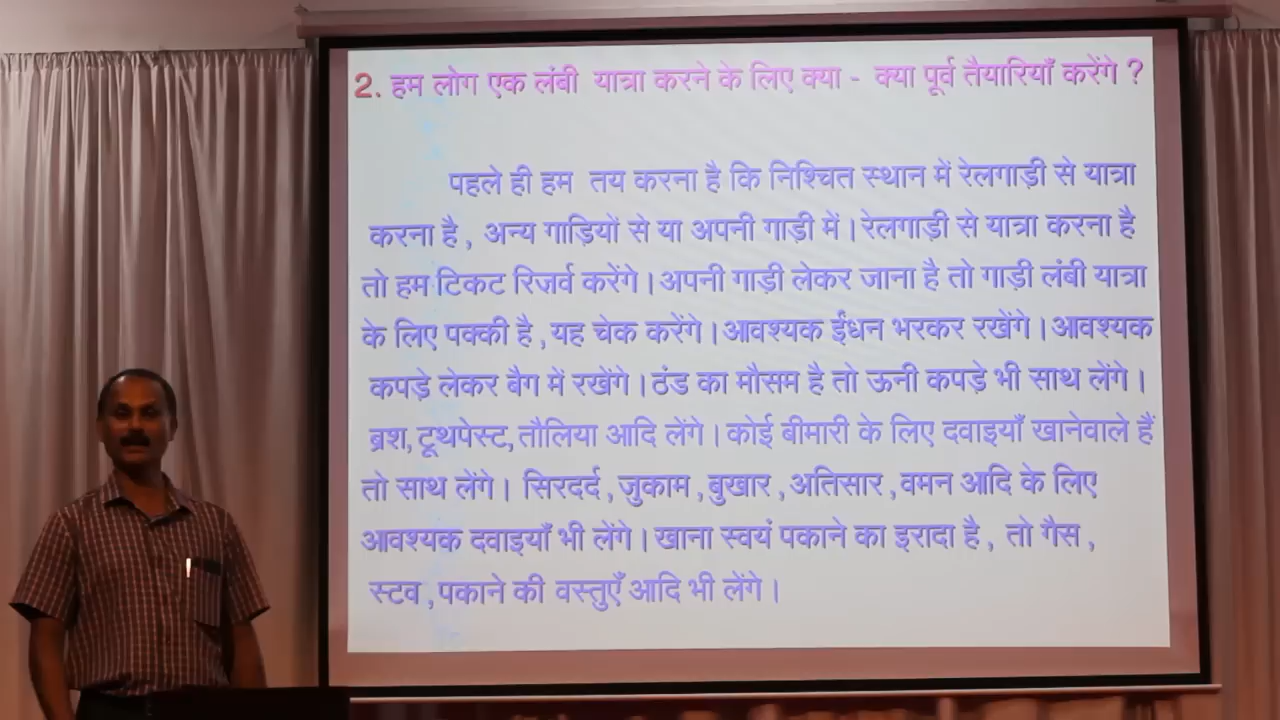 2. हम लोग एक लंबी यात्रा करने के लिए क्या - क्या पूर्व तैयारियाँ करेंगे ?
पहले ही हम तय करना है कि निश्चित स्थान में रेलगाड़ी से यात्रा
करना है , अन्य गाड़ियों से या अपनी गाड़ी में । रेलगाड़ी से यात्रा करना है
तो हम टिकट रिज़र्व करेंगे । अपनी गाड़ी लेकर जाना है तो गाड़ी लंबी यात्रा
के लिए पक्की है , यह चेक करेंगे । आवश्यक ईंधन भरकर रखेंगे । आवश्यक
कपड़े लेकर बैग में रखेंगे । ठंड का मौसम है तो ऊनी कपड़े भी साथ लेंगे ।
ब्रश, टूथपेस्ट, तौलिया आदि लेंगे । कोई बीमारी के लिए दवाइयाँ खानेवाले हैं
तो साथ लेंगे । सिरदर्द , जुकाम , बुखार , अतिसार , वमन आदि के लिए
आवश्यक दवाइयाँ भी लेंगे । खाना स्वयं पकाने का इरादा है , तो गैस ,
स्टव , पकाने की वस्तुएँ आदि भी लेंगे ।